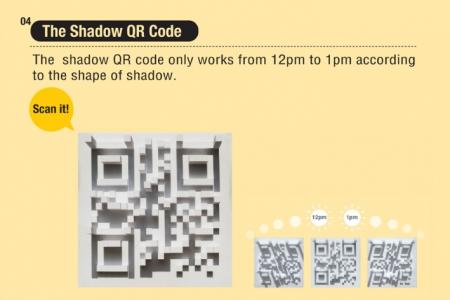 04
The Shadow QR Code
The shadow QR code only works from 12pm to 1pm according
to the shape of shadow.
Scan it!
12pm 1pm